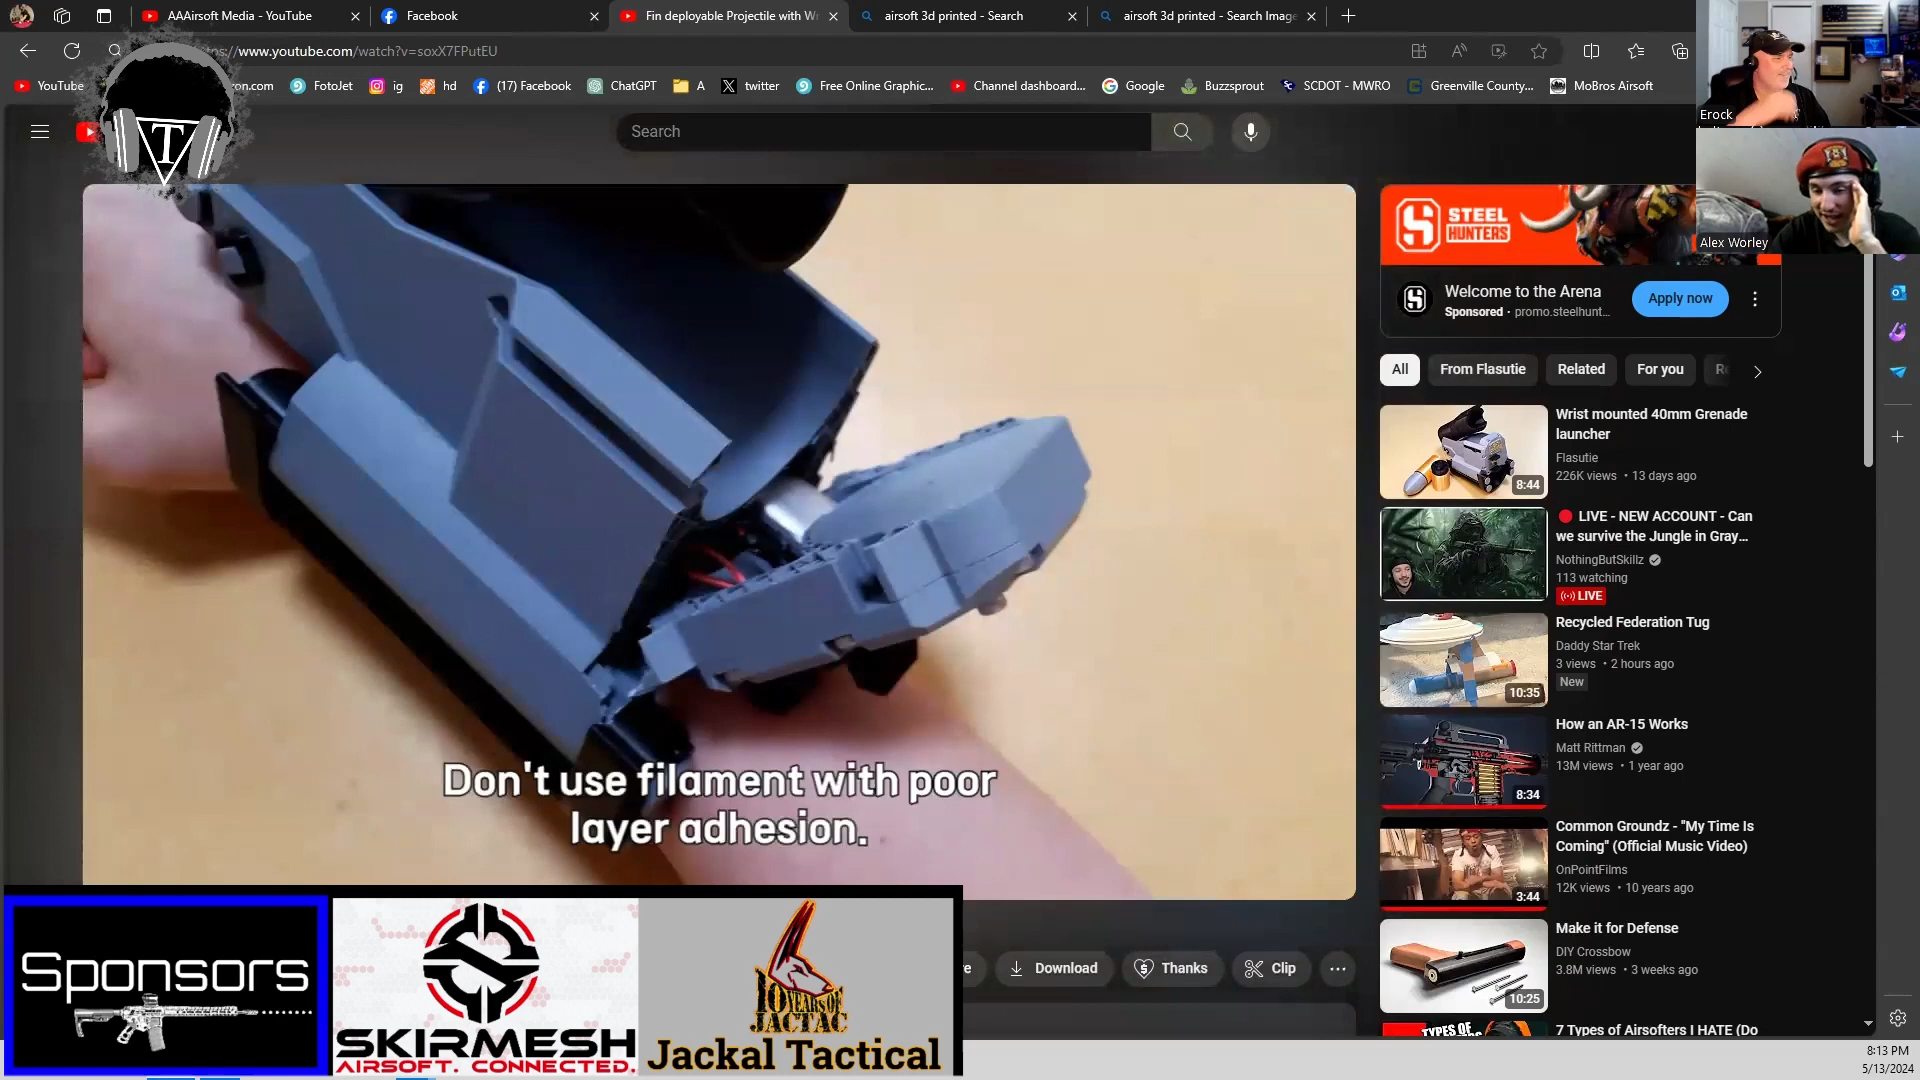 AAAirsoft Media - YouTube
Facebook
Fin deployable Projectile with Wr
airsoft 3d printed - Search
airsoft 3d printed - Search Image
www.youtube.com/watch?v=soxX7FPutEU
YouTube
on.com
FotoJet
ig
hd
(17) Facebook
ChatGPT
A
twitter
Free Online Graphic...
Channel dashboard...
Google
Buzzsprout
SCDOT - MWRO
Greenville County...
MoBros Airsoft
Erock
Alex Worley
T
Search
STEEL
HUNTERS
Welcome to the Arena
Sponsored · promo.steelhunt...
Apply now
All
From Flasutie
Related
For you
Wrist mounted 40mm Grenade
launcher
Flasutie
226K views • 13 days ago
8:44
LIVE - NEW ACCOUNT - Can
we survive the Jungle in Gray...
NothingButSkillz
113 watching
LIVE
Recycled Federation Tug
Daddy Star Trek
3 views • 2 hours ago
New
10:35
How an AR-15 Works
Matt Rittman
13M views • 1 year ago
8:34
Common Groundz - "My Time Is
Coming" (Official Music Video)
OnPointFilms
12K views • 10 years ago
3:44
Make it for Defense
DIY Crossbow
3.8M views • 3 weeks ago
10:25
7 Types of Airsofters I HATE (Do
TYPES OF
Don't use filament with poor
layer adhesion.
Download
Thanks
Clip
Sponsors
SKIRMESH
AIRSOFT. CONNECTED.
10 YEARS OF
JACTAC
Jackal Tactical
8:13 PM
5/13/2024